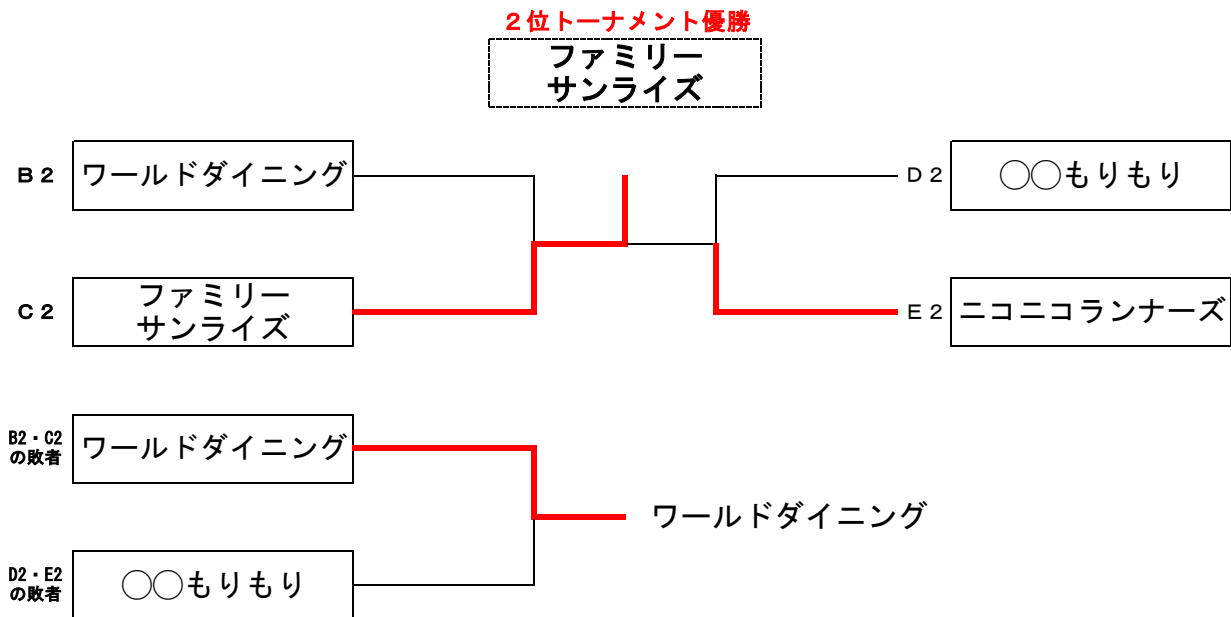 ２位トーナメント優勝
ファミリー
サンライズ
Ｂ２
ワールドダイニング
Ｄ２
〇〇もりもり
Ｃ２
ファミリー
サンライズ
Ｅ２
ニコニコランナーズ
B2・C2
の敗者
ワールドダイニング
ワールドダイニング
D2・E2
の敗者
〇〇もりもり